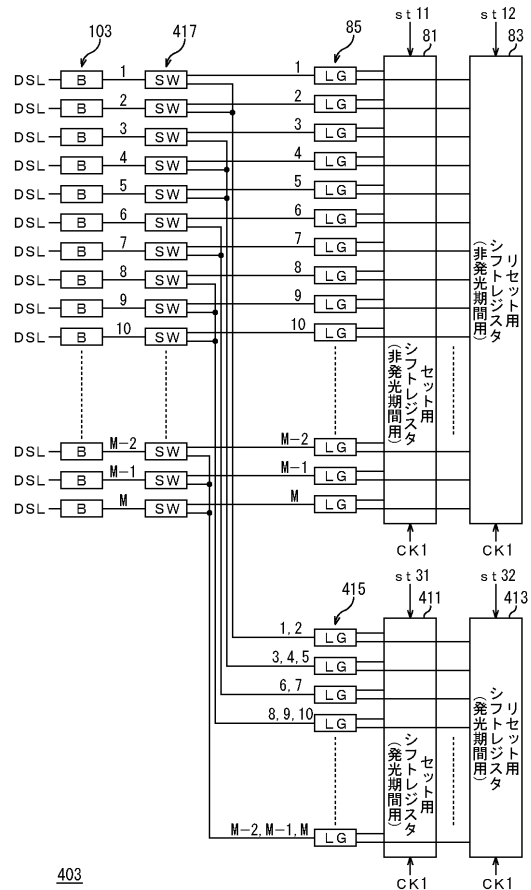 st11 st12
103 417 85 81 83
DSL B 1 SW 1 LG
DSL B 2 SW 2 LG
DSL B 3 SW 3 LG
DSL B 4 SW 4 LG
DSL B 5 SW 5 LG
DSL B 6 SW 6 LG
DSL B 7 SW 7 LG
DSL B 8 SW 8 LG
DSL B 9 SW 9 LG
DSL B 10 SW 10 LG
セット用
シフトレジスタ
(非発光期間用)
リセット用
シフトレジスタ
(非発光期間用)
DSL B M-2 SW M-2 LG
DSL B M-1 SW M-1 LG
DSL B M SW M LG
CK1 CK1
st31 st32
415 411 413
1,2 LG
3,4,5 LG
6,7 LG
8,9,10 LG
セット用
シフトレジスタ
(発光期間用)
リセット用
シフトレジスタ
(発光期間用)
M-2,M-1,M LG
403
CK1 CK1